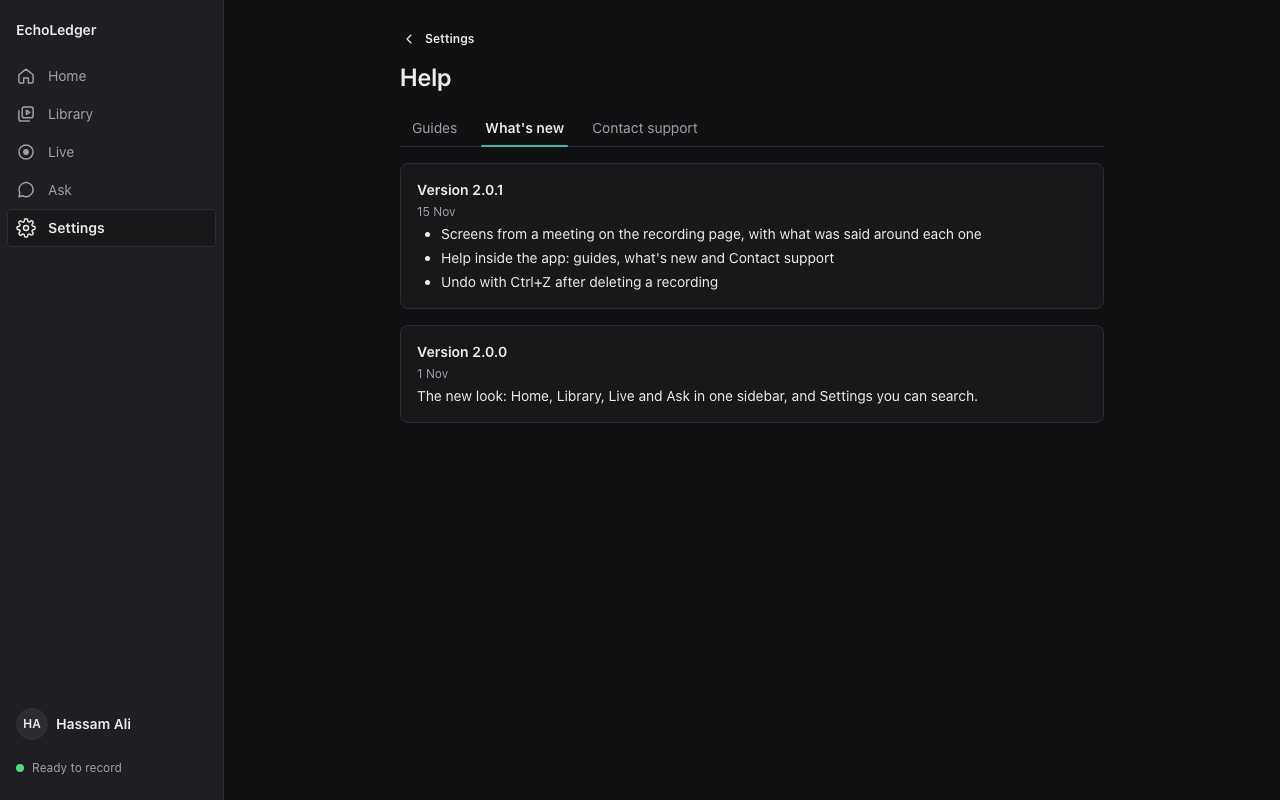 EchoLedger
Home
Library
Live
Ask
Settings
HA
Hassam Ali
Ready to record
Settings
Help
Guides
What's new
Contact support
Version 2.0.1
15 Nov
Screens from a meeting on the recording page, with what was said around each one
Help inside the app: guides, what's new and Contact support
Undo with Ctrl+Z after deleting a recording
Version 2.0.0
1 Nov
The new look: Home, Library, Live and Ask in one sidebar, and Settings you can search.